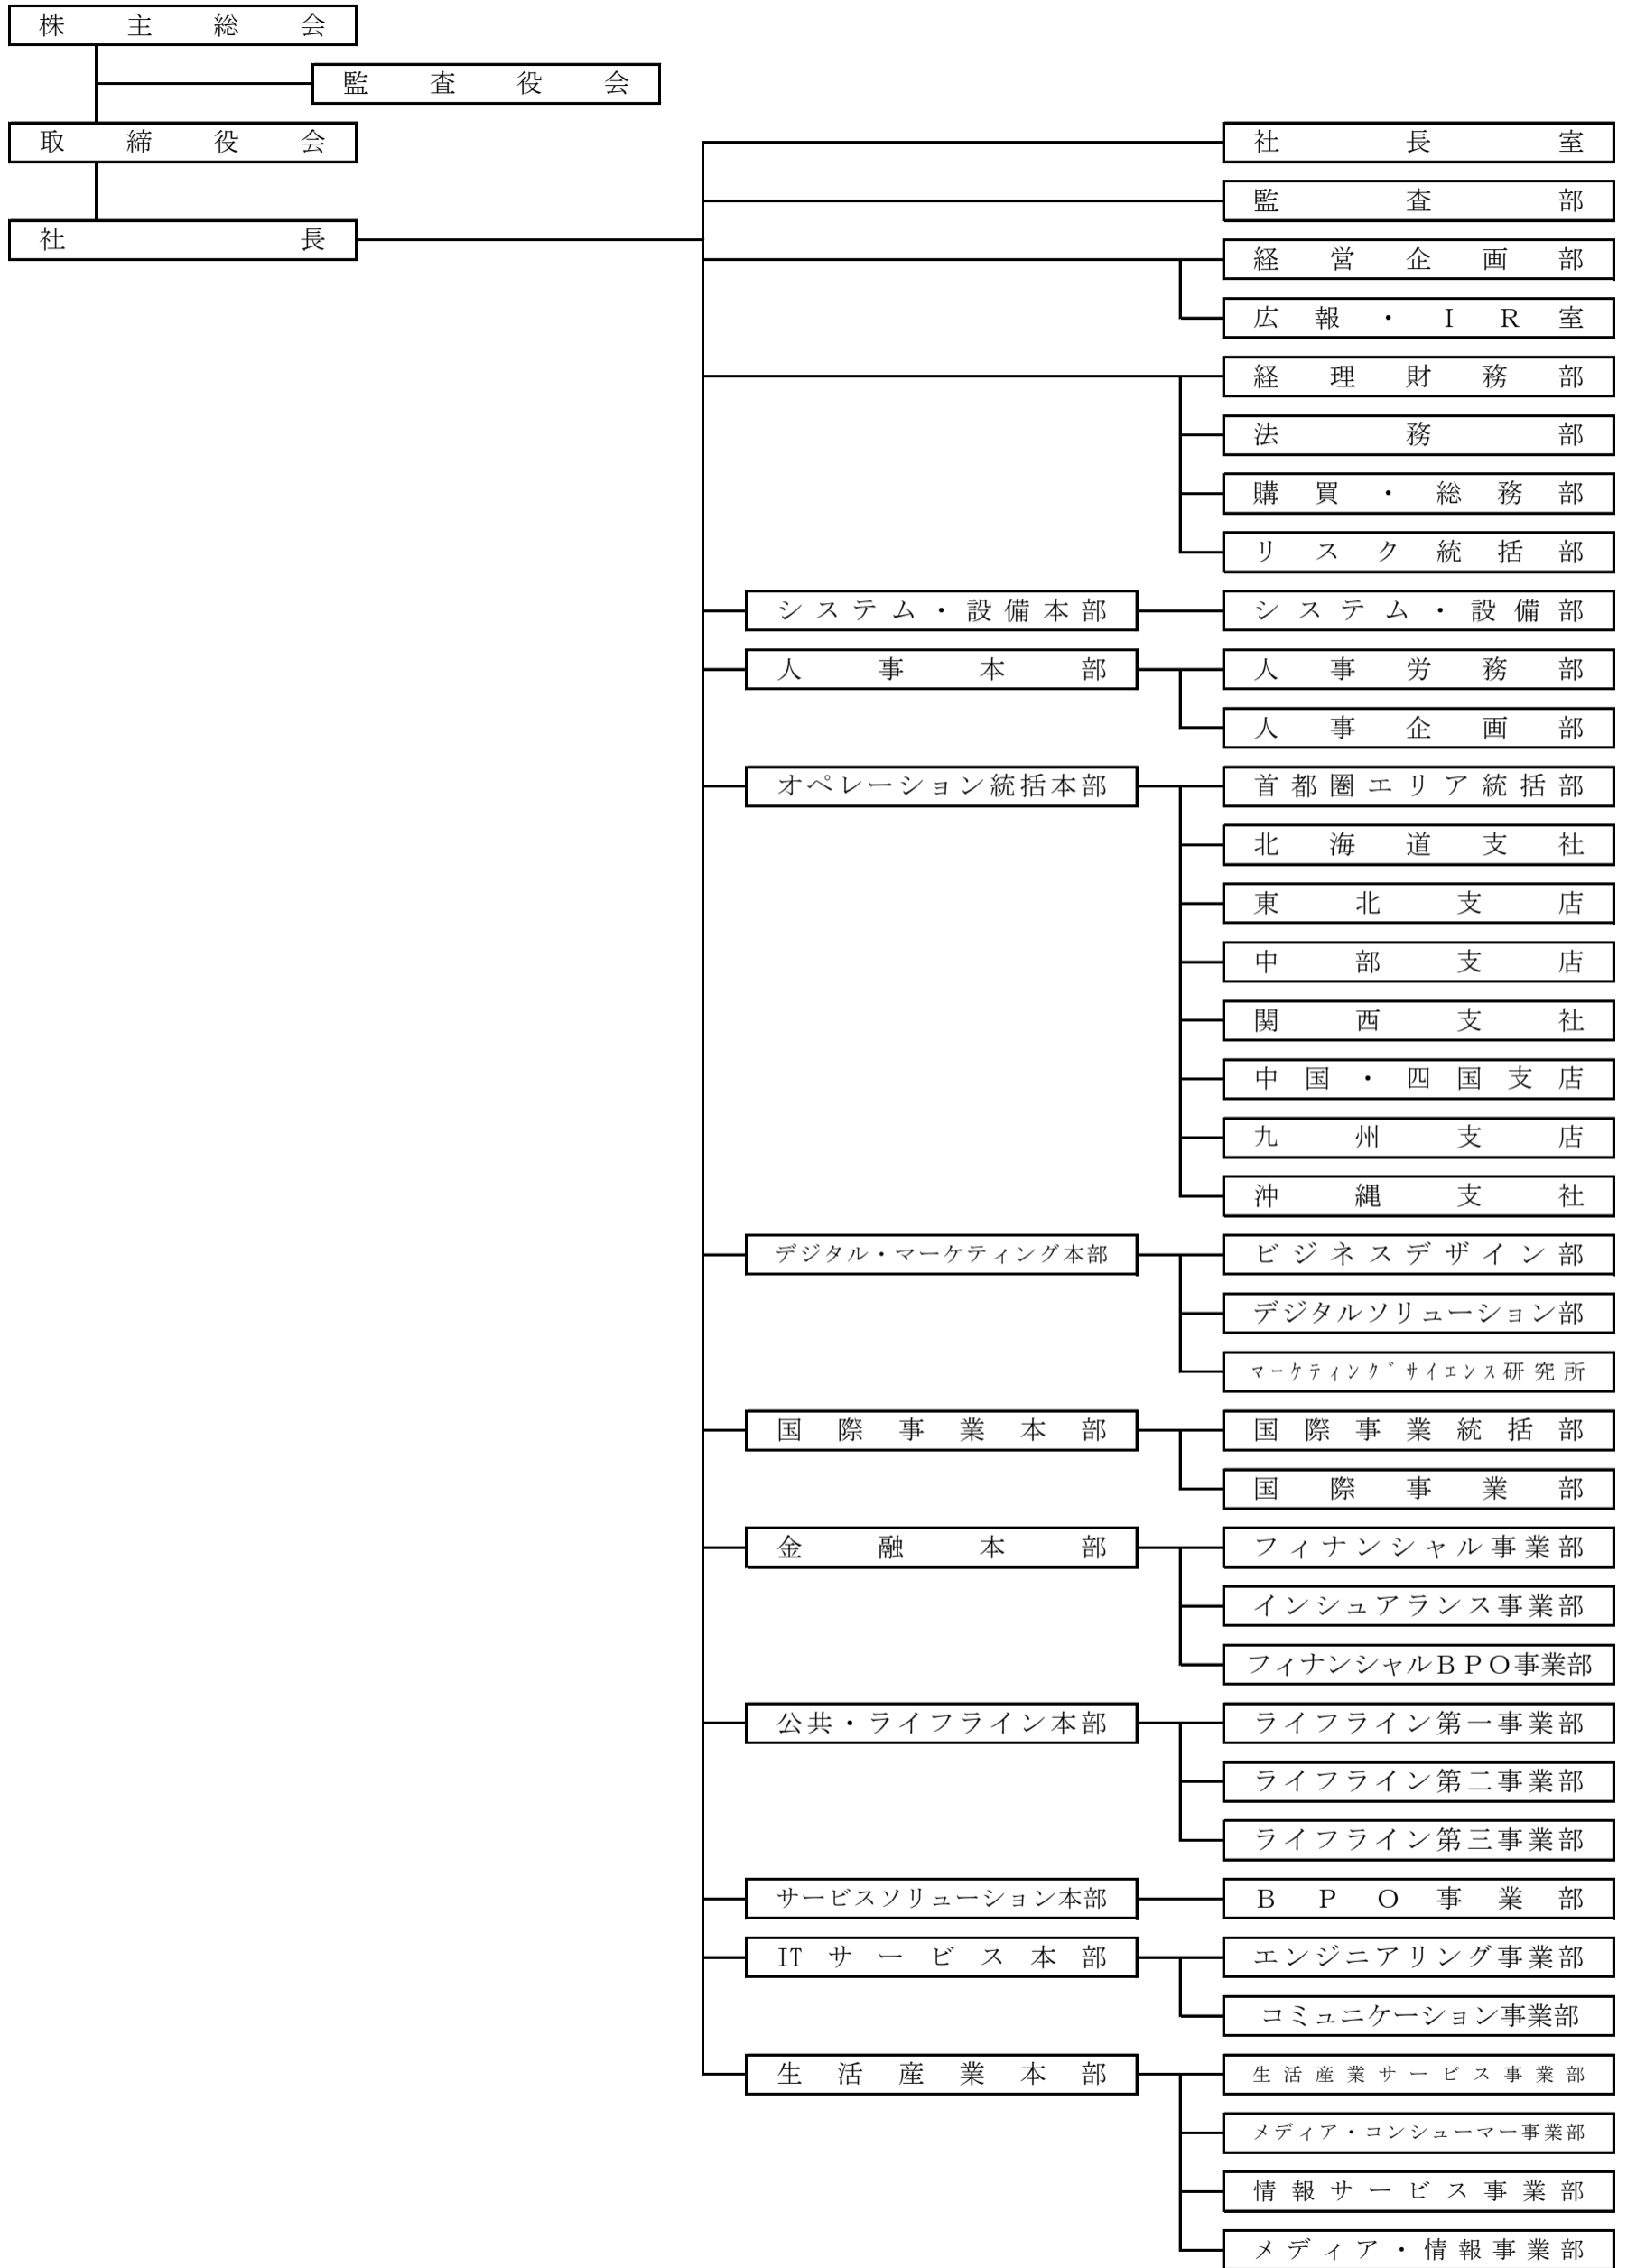 株主総会
監査役会
取締役会
社長室
監査部
社長
経営企画部
広報・ＩＲ室
経理財務部
法務部
購買・総務部
リスク統括部
システム・設備本部
システム・設備部
人事本部
人事労務部
人事企画部
オペレーション統括本部
首都圏エリア統括部
北海道支社
東北支店
中部支店
関西支社
中国・四国支店
九州支店
沖縄支社
デジタル・マーケティング本部
ビジネスデザイン部
デジタルソリューション部
マーケティングサイエンス研究所
国際事業本部
国際事業統括部
国際事業部
金融本部
フィナンシャル事業部
インシュアランス事業部
フィナンシャルＢＰＯ事業部
公共・ライフライン本部
ライフライン第一事業部
ライフライン第二事業部
ライフライン第三事業部
サービスソリューション本部
ＢＰＯ事業部
ITサービス本部
エンジニアリング事業部
コミュニケーション事業部
生活産業本部
生活産業サービス事業部
メディア・コンシューマー事業部
情報サービス事業部
メディア・情報事業部